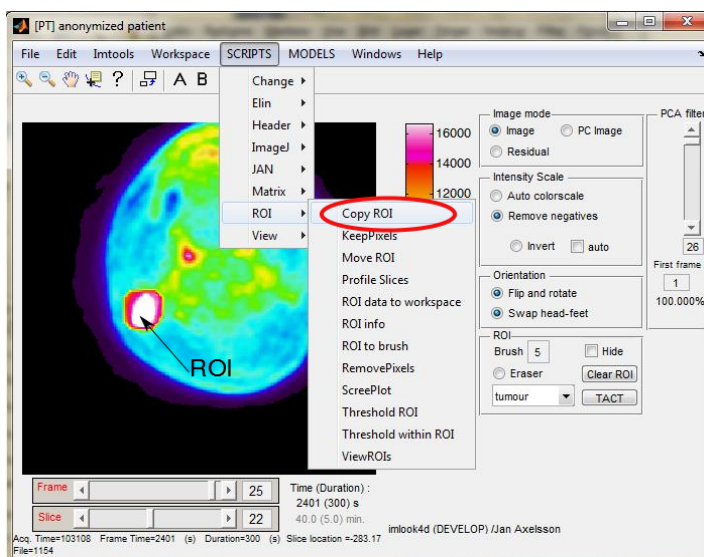 [PT] anonymized patient
File Edit Imtools Workspace SCRIPTS MODELS Windows Help
A B
Change
Elin
Header
ImageJ
JAN
Matrix
ROI
View
Copy ROI
KeepPixels
Move ROI
Profile Slices
ROI data to workspace
ROI info
ROI to brush
RemovePixels
ScreePlot
Threshold ROI
Threshold within ROI
ViewROIs
ROI
16000
14000
12000
Image mode
Image PC Image
Residual
Intensity Scale
Auto colorscale
Remove negatives
Invert auto
Orientation
Flip and rotate
Swap head-feet
ROI
Brush 5 Hide
Eraser Clear ROI
tumour TACT
PCA filter
26
First frame
1
100.000%
Frame 25
Slice 22
Time (Duration) :
2401 (300) s
40.0 (5.0) min.
imlook4d (DEVELOP) /Jan Axelsson
Acq. Time=103108 Frame Time=2401 (s) Duration=300 (s) Slice location =-283.17
File=1154